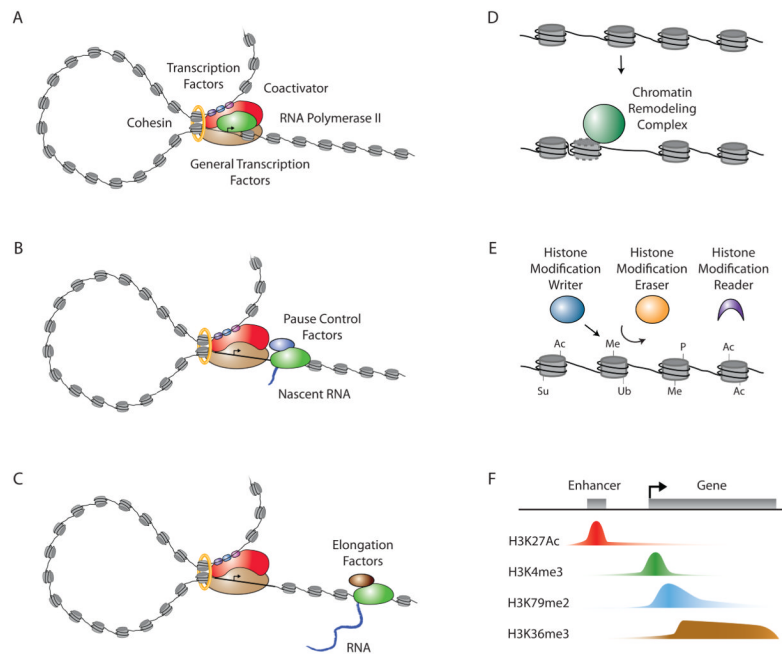 A
Transcription
Factors
Coactivator
Cohesin
RNA Polymerase II
General Transcription
Factors
B
Pause Control
Factors
Nascent RNA
C
Elongation
Factors
RNA
D
Chromatin
Remodeling
Complex
E
Histone
Modification
Writer
Histone
Modification
Eraser
Histone
Modification
Reader
Ac
Me
P
Ac
Su
Ub
Me
Ac
F
Enhancer
Gene
H3K27Ac
H3K4me3
H3K79me2
H3K36me3